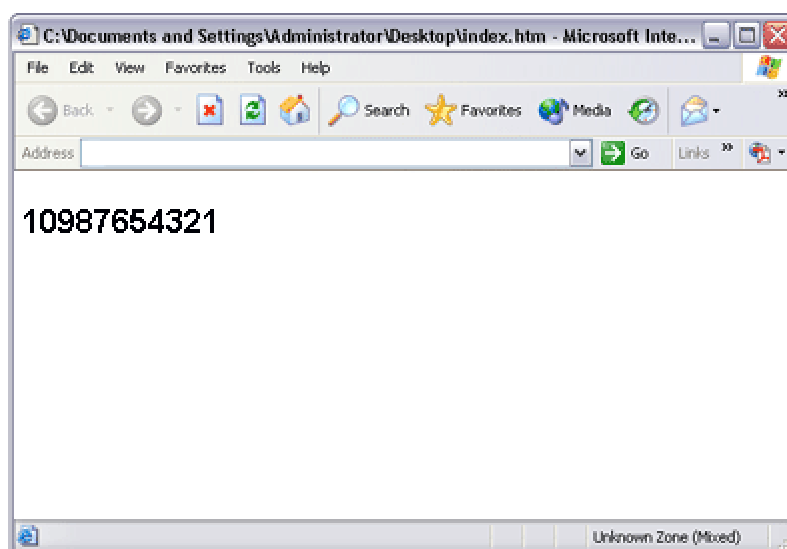 C:\Documents and Settings\Administrator\Desktop\index.htm - Microsoft Inte...
File Edit View Favorites Tools Help
Back Search Favorites Media
Address Go Links
10987654321
Unknown Zone (Mixed)